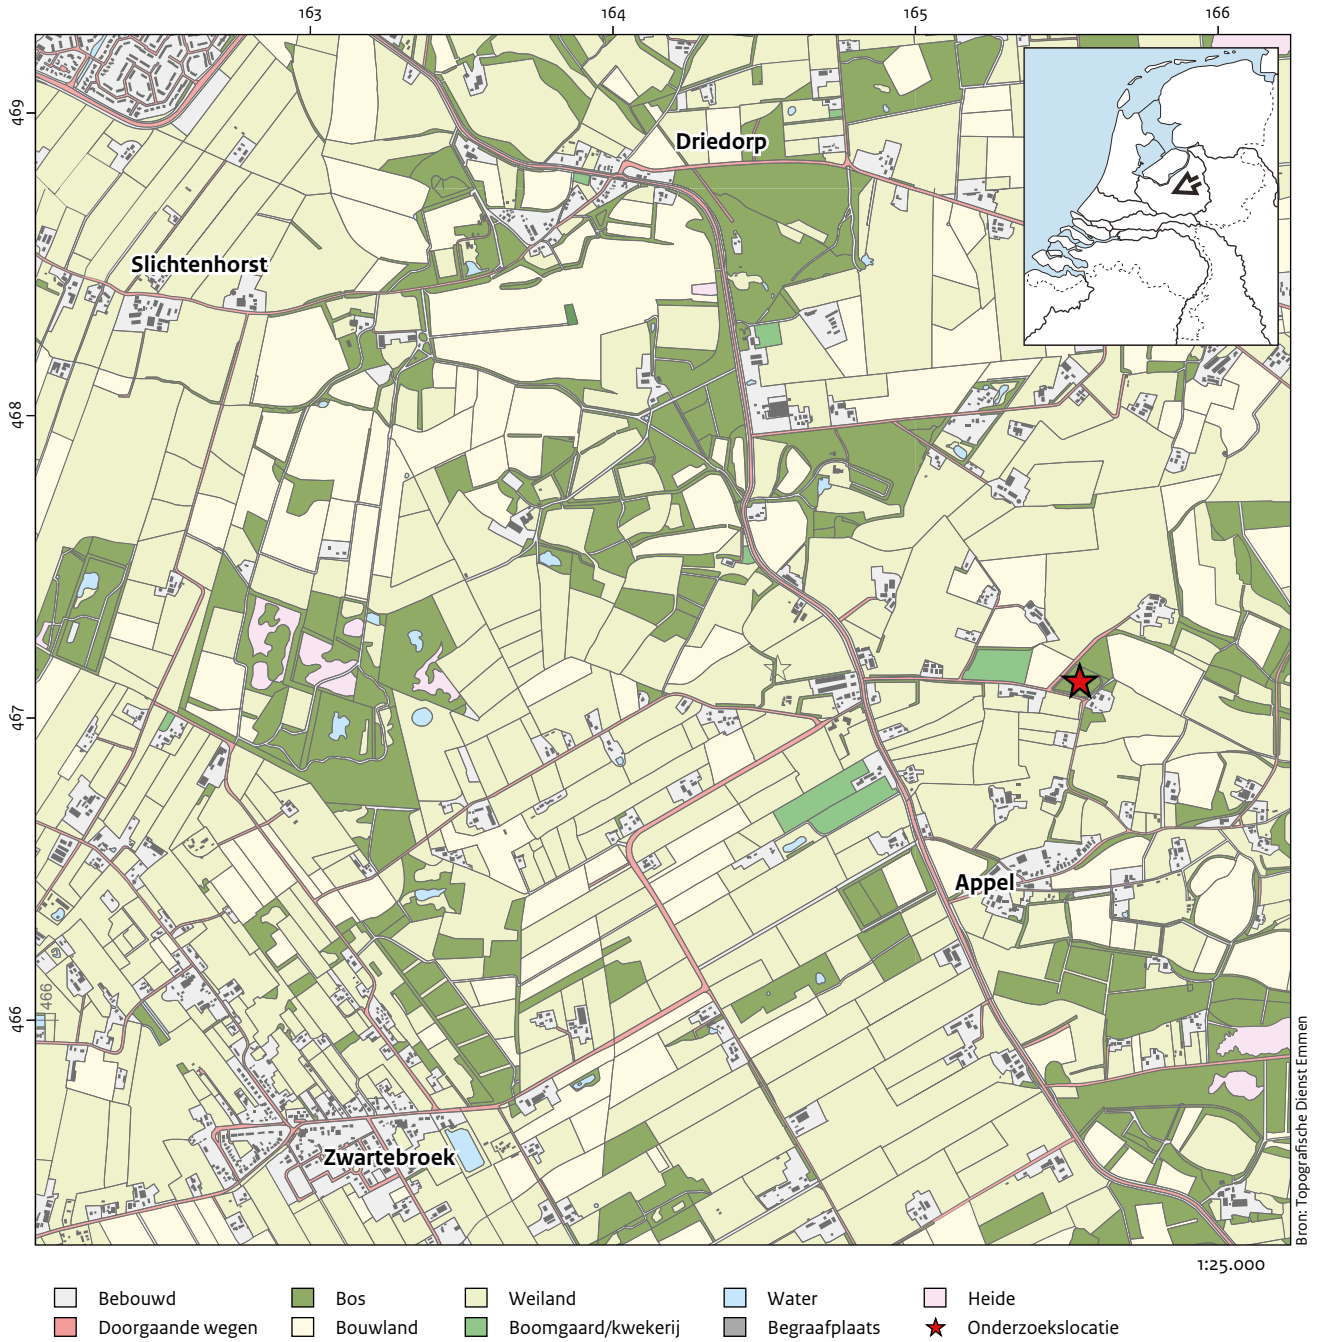 163 164 165 166
469
Driedorp
Slichtenhorst
468
467
Appel
466
466
Zwartebroek
Bron: Topografische Dienst Emmen
1:25.000
Bebouwd Bos Weiland Water Heide
Doorgaande wegen Bouwland Boomgaard/kwekerij Begraafplaats Onderzoekslocatie